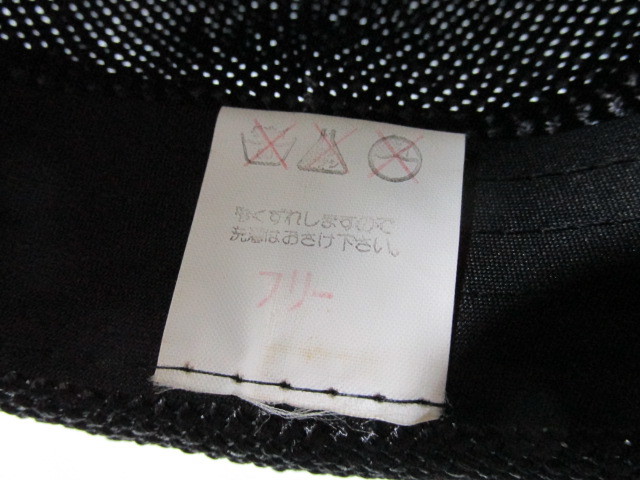 形くずれしますので
洗濯はおさけ下さい。
フリー